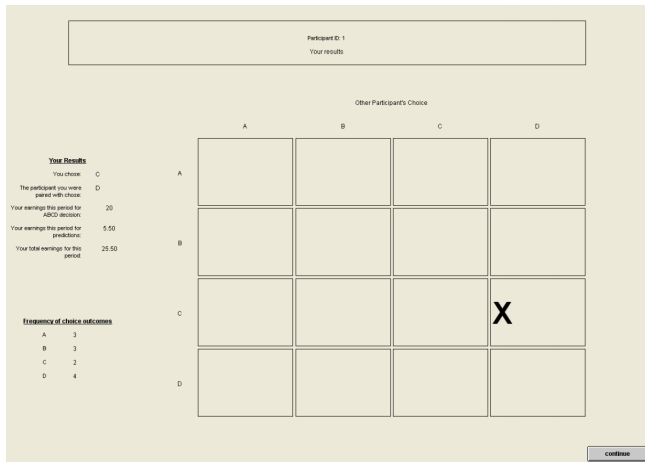 Participant ID: 1
Your results
Other Participant's Choice
A B C D
Your Results
You chose: C
The participant you were
paired with chose: D
Your earnings this period for
ABCD decision: 20
Your earnings this period for
predictions: 5.50
Your total earnings for this
period: 25.50
Frequency of choice outcomes
A 3
B 3
C 2
D 4
A
B
C
X
D
continue